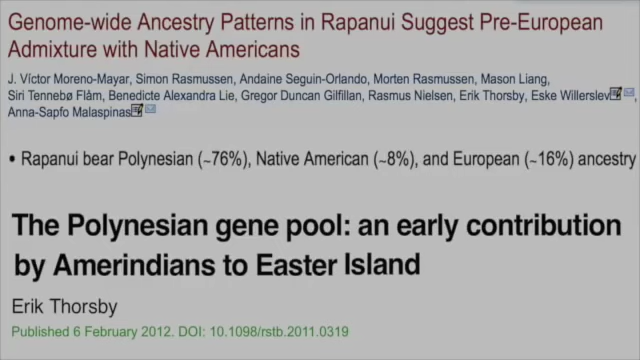 Genome-wide Ancestry Patterns in Rapanui Suggest Pre-European
Admixture with Native Americans
J. Víctor Moreno-Mayar, Simon Rasmussen, Andaine Seguin-Orlando, Morten Rasmussen, Mason Liang,
Siri Tennebø Flåm, Benedicte Alexandra Lie, Gregor Duncan Gilfillan, Rasmus Nielsen, Erik Thorsby, Eske Willerslev,
Anna-Sapfo Malaspinas
• Rapanui bear Polynesian (~76%), Native American (~8%), and European (~16%) ancestry
The Polynesian gene pool: an early contribution
by Amerindians to Easter Island
Erik Thorsby
Published 6 February 2012. DOI: 10.1098/rstb.2011.0319